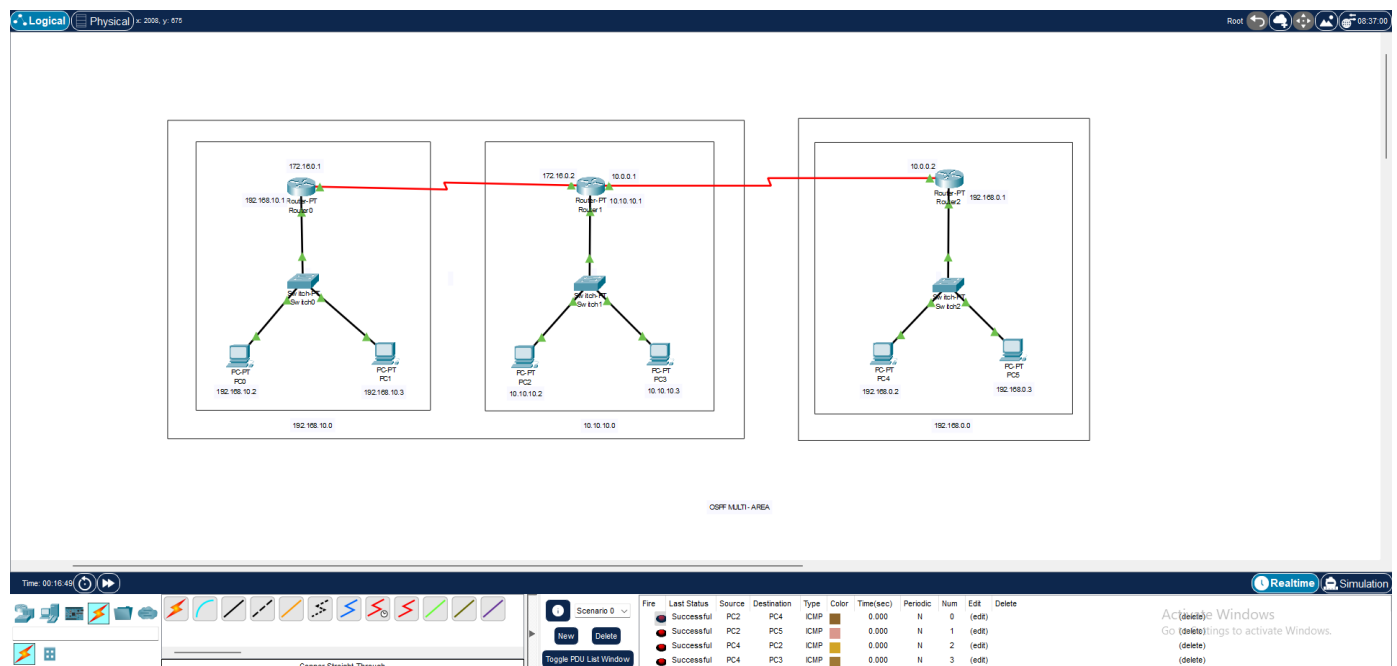 Logical Physical x: 2008, y: 675 Root 08:37:00
172.16.0.1
192.168.10.1 Router-PT
Router0
172.16.0.2 10.0.0.1
Router-PT 10.10.10.1
Router1
10.0.0.2
Router-PT 192.168.0.1
Router2
Switch-PT
Switch0
Switch-PT
Switch1
Switch-PT
Switch2
PC-PT
PC0
192.168.10.2
PC-PT
PC1
192.168.10.3
PC-PT
PC2
10.10.10.2
PC-PT
PC3
10.10.10.3
PC-PT
PC4
192.168.0.2
PC-PT
PC5
192.168.0.3
192.168.10.0
10.10.10.0
192.168.0.0
OSPF MULTI - AREA
Time: 00:16:49 Realtime Simulation
Scenario 0
New Delete
Toggle PDU List Window
Fire Last Status Source Destination Type Color Time(sec) Periodic Num Edit Delete
Successful PC2 PC4 ICMP 0.000 N 0 (edit) (delete)
Successful PC2 PC5 ICMP 0.000 N 1 (edit) (delete)
Successful PC4 PC2 ICMP 0.000 N 2 (edit) (delete)
Successful PC4 PC3 ICMP 0.000 N 3 (edit) (delete)
Activate Windows
Go to Settings to activate Windows.
Copper Straight-Through